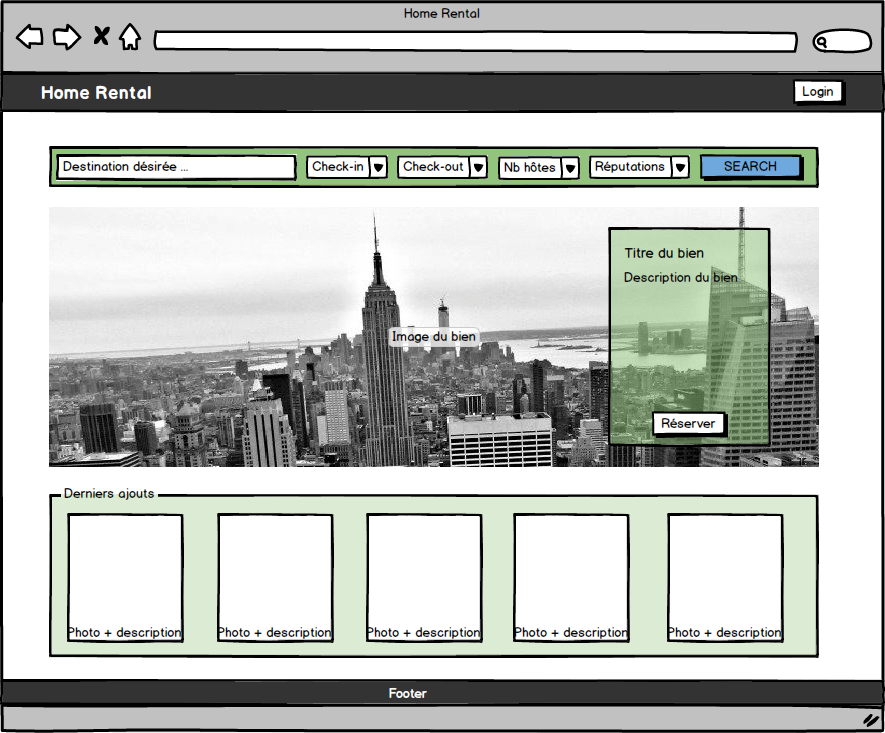 Home Rental
Home Rental
Login
Destination désirée ...
Check-in
Check-out
Nb hôtes
Réputations
SEARCH
Titre du bien
Description du bien
Image du bien
Réserver
Derniers ajouts
Photo + description
Photo + description
Photo + description
Photo + description
Photo + description
Footer